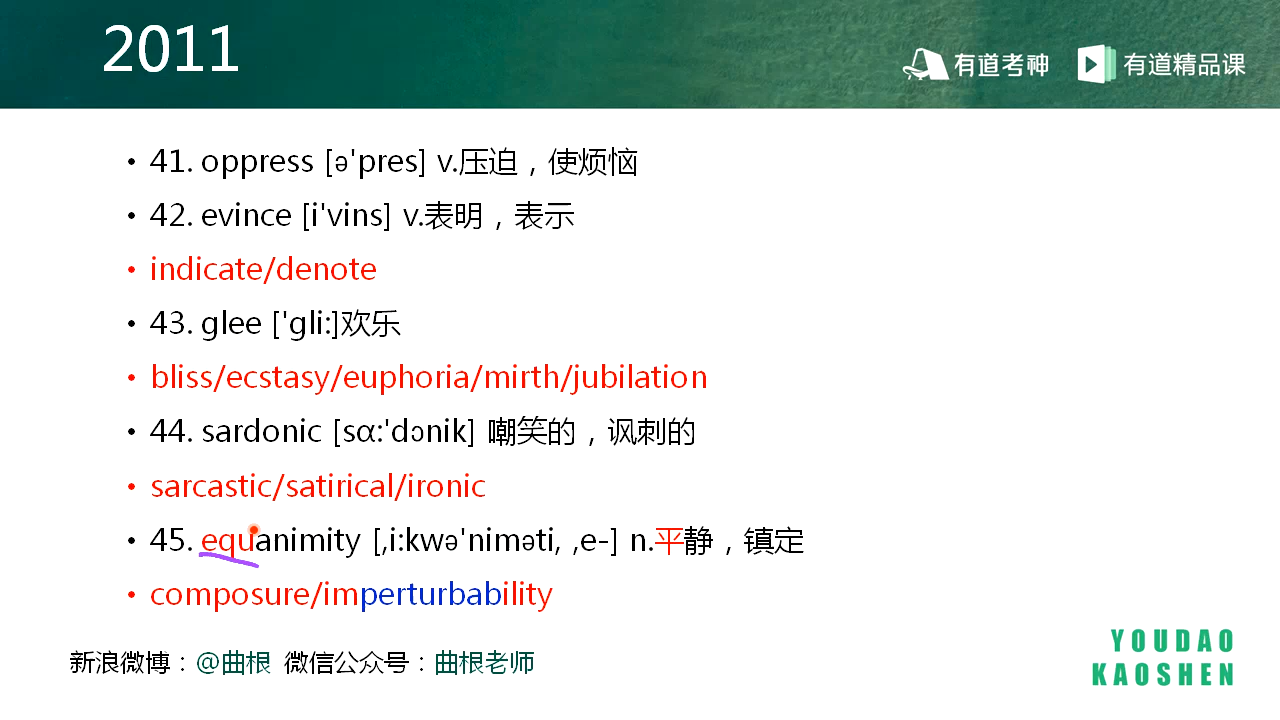 2011
有道考神 有道精品课
• 41. oppress [ə'pres] v.压迫，使烦恼
• 42. evince [i'vins] v.表明，表示
• indicate/denote
• 43. glee ['gli:]欢乐
• bliss/ecstasy/euphoria/mirth/jubilation
• 44. sardonic [sɑ:'dɔnik] 嘲笑的，讽刺的
• sarcastic/satirical/ironic
• 45. equanimity [,i:kwə'niməti, ,e-] n.平静，镇定
• composure/imperturbability
新浪微博：@曲根 微信公众号：曲根老师
YOUDAO
KAOSHEN